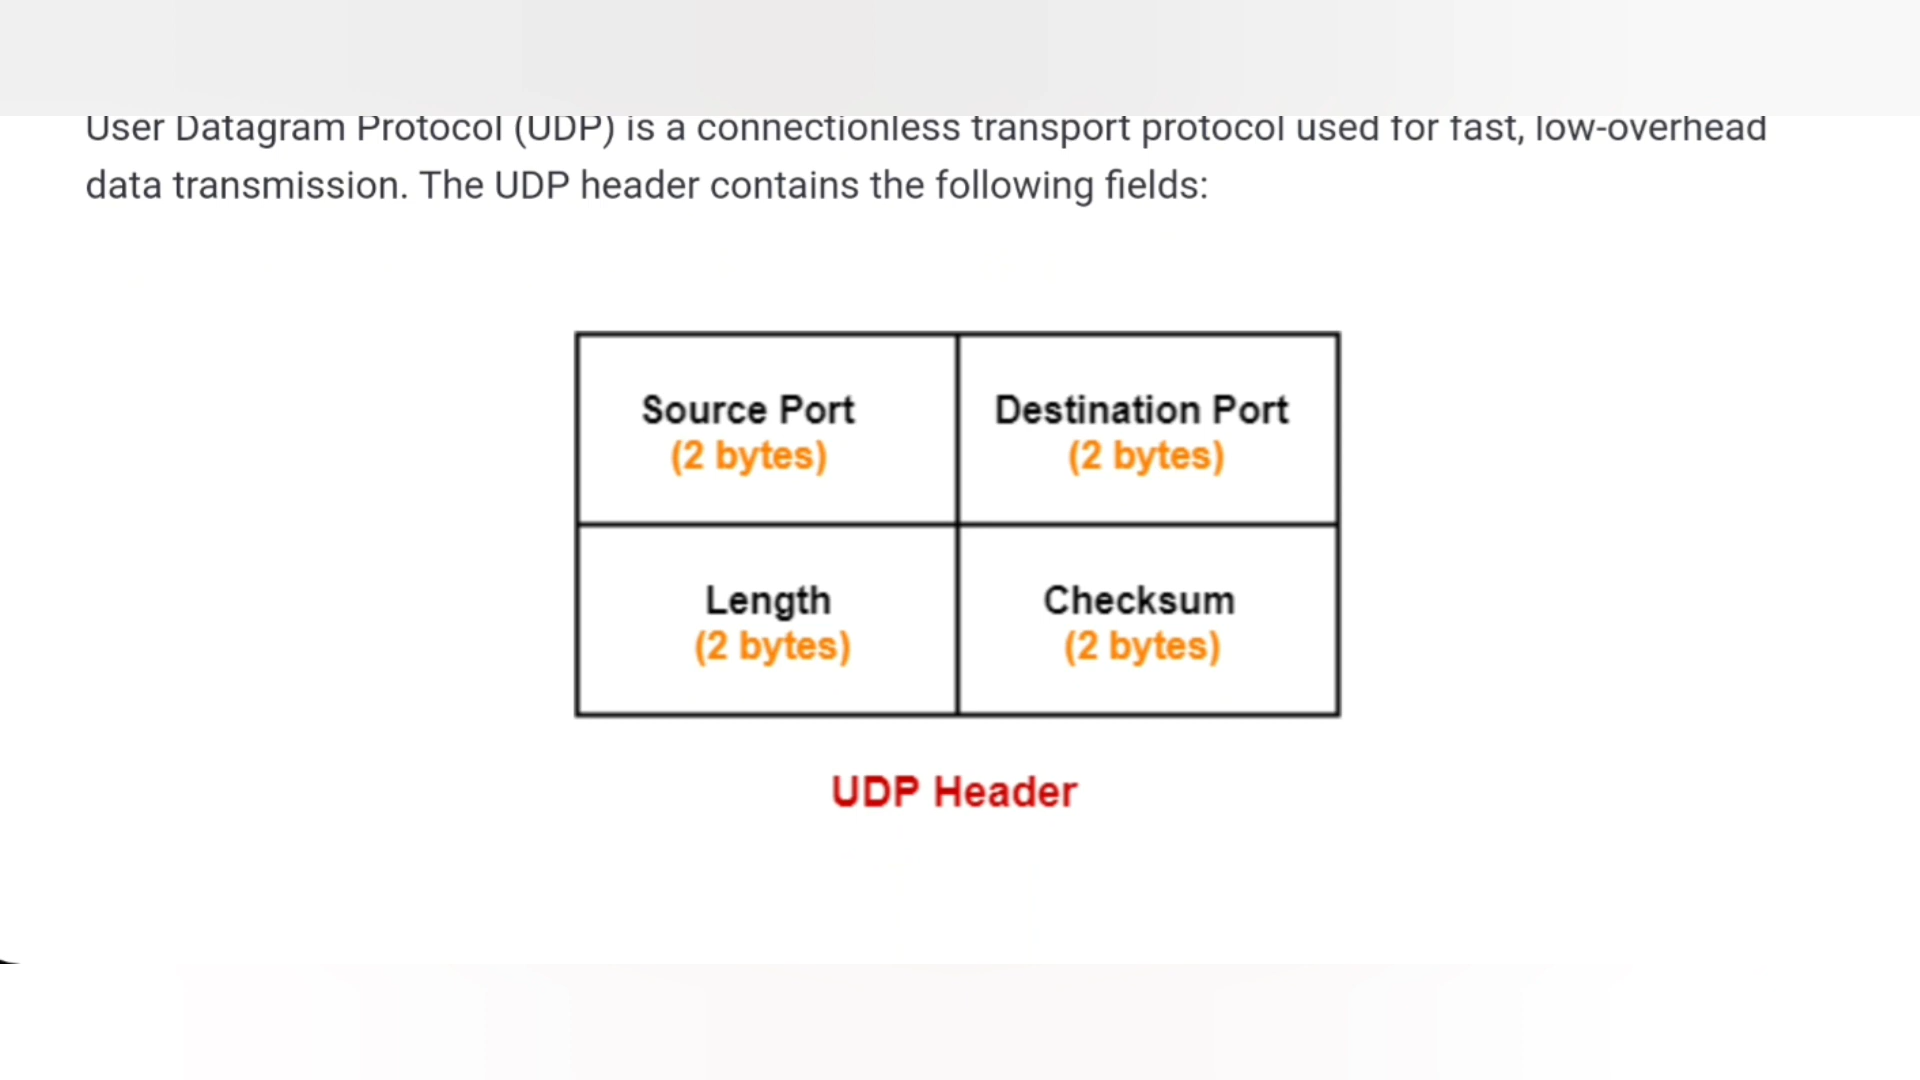 User Datagram Protocol (UDP) is a connectionless transport protocol used for fast, low-overhead
data transmission. The UDP header contains the following fields:
Source Port
(2 bytes)
Destination Port
(2 bytes)
Length
(2 bytes)
Checksum
(2 bytes)
UDP Header